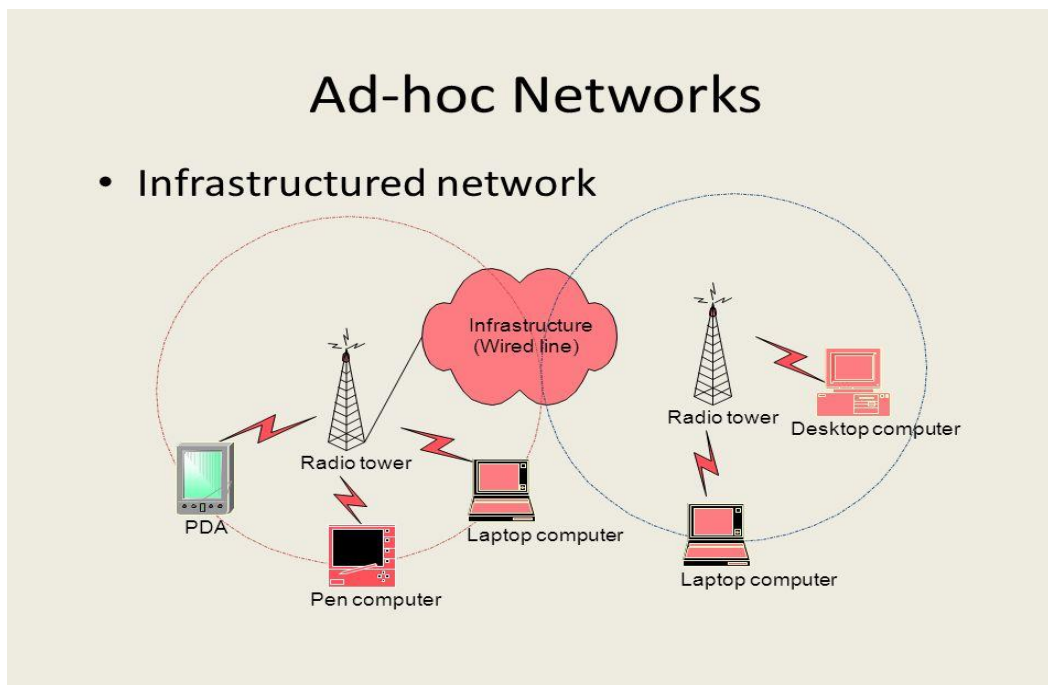 Ad-hoc Networks
• Infrastructured network
Infrastructure
(Wired line)
Radio tower
Desktop computer
Radio tower
PDA
Laptop computer
Laptop computer
Pen computer